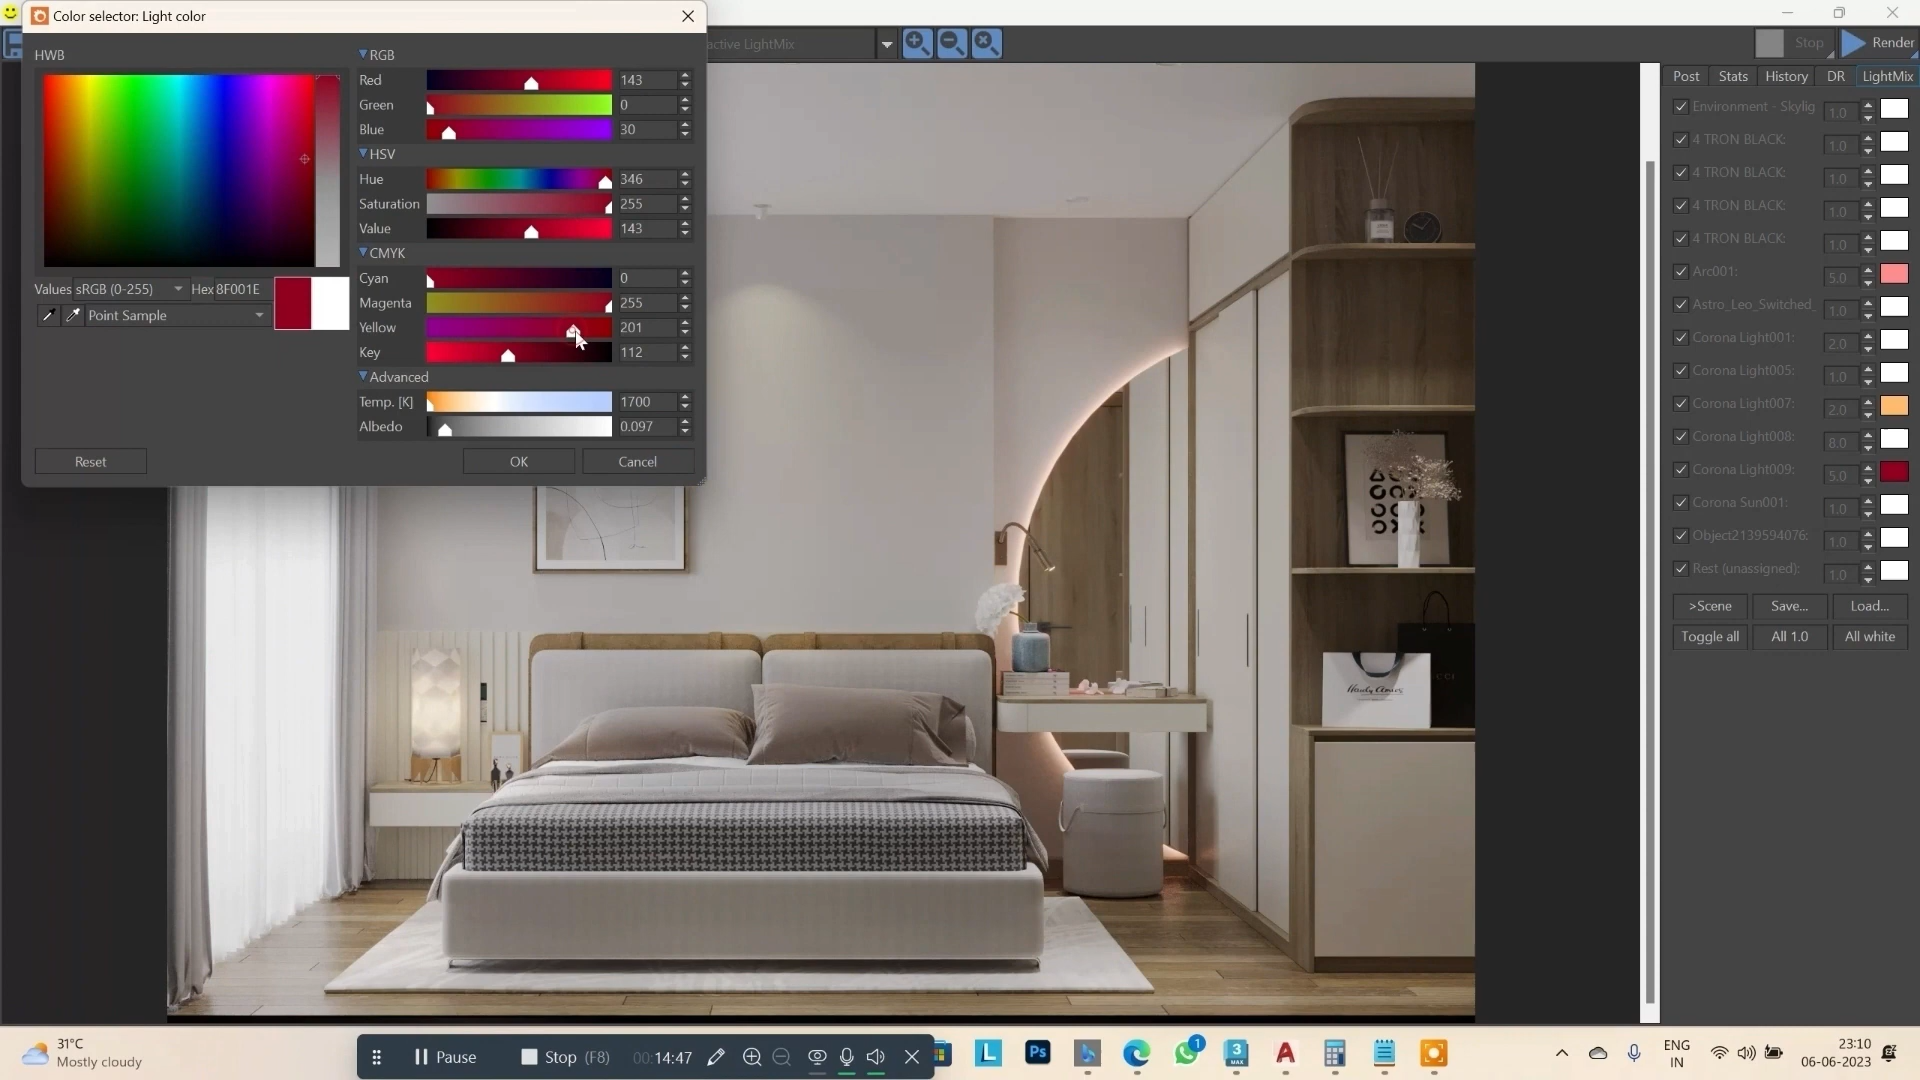 Color selector: Light color
HWB
RGB
Red 143
Green 0
Blue 30
HSV
Hue 346
Saturation 255
Value 143
CMYK
Cyan 0
Magenta 255
Yellow 201
Key 112
Advanced
Temp. [K] 1700
Albedo 0.097
Values sRGB (0-255) Hex 8F001E
Point Sample
Reset OK Cancel
active LightMix
Stop Render
Post Stats History DR LightMix
Environment - Skylig 1.0
4 TRON BLACK: 1.0
4 TRON BLACK: 1.0
4 TRON BLACK: 1.0
4 TRON BLACK: 1.0
Arc001: 5.0
Astro_Leo_Switched_ 1.0
Corona Light001: 2.0
Corona Light005: 1.0
Corona Light007: 2.0
Corona Light008: 8.0
Corona Light009: 5.0
Corona Sun001: 1.0
Object2139594076: 1.0
Rest (unassigned): 1.0
>Scene Save... Load...
Toggle all All 1.0 All white
31°C
Mostly cloudy
Pause Stop (F8) 00:14:47
L Ps 1 3 MAX A
ENG
IN
23:10
06-06-2023